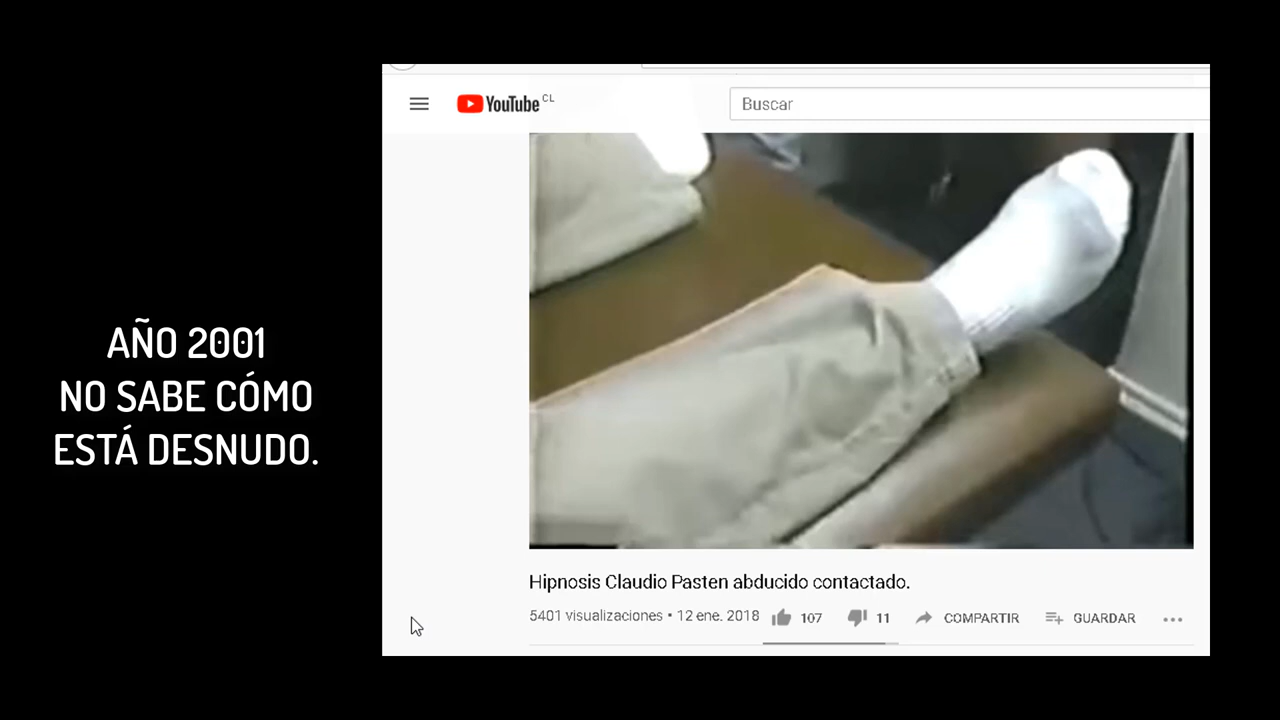 AÑO 2001
NO SABE CÓMO
ESTÁ DESNUDO.
YouTube CL
Buscar
Hipnosis Claudio Pasten abducido contactado.
5401 visualizaciones • 12 ene. 2018 107 11 COMPARTIR GUARDAR